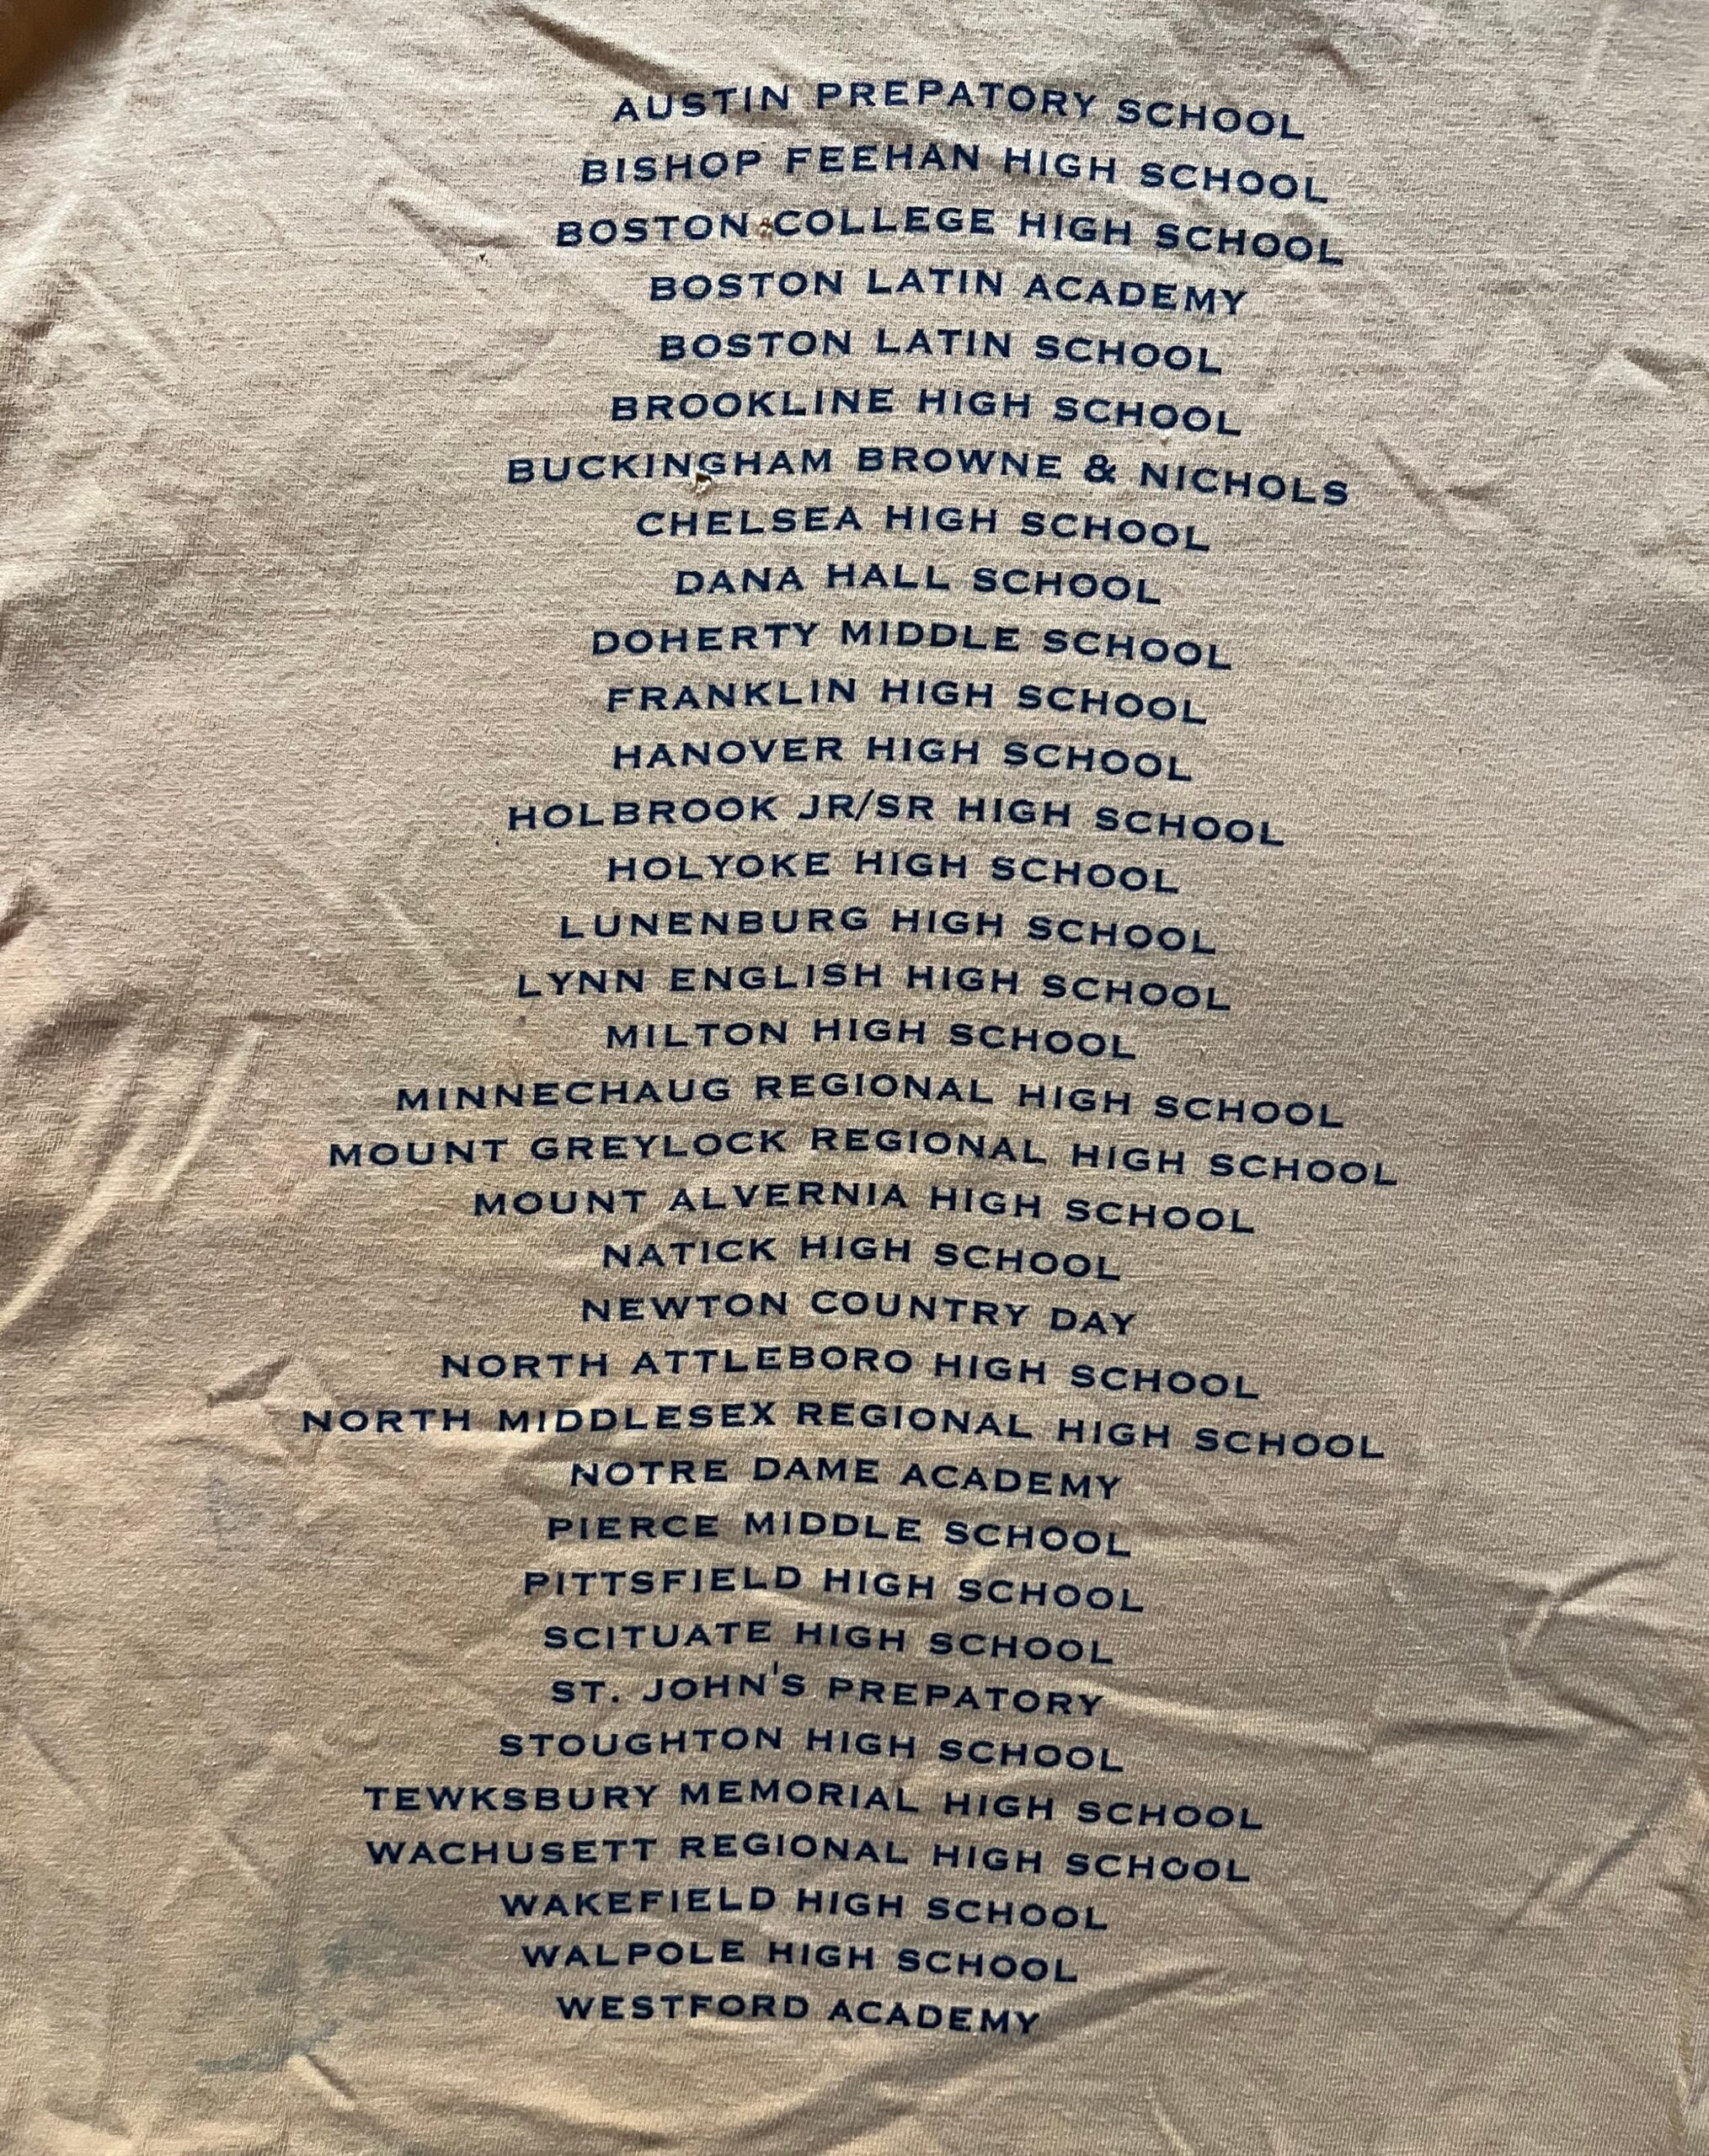 AUSTIN PREPATORY SCHOOL
BISHOP FEEHAN HIGH SCHOOL
BOSTON COLLEGE HIGH SCHOOL
BOSTON LATIN ACADEMY
BOSTON LATIN SCHOOL
BROOKLINE HIGH SCHOOL
BUCKINGHAM BROWNE & NICHOLS
CHELSEA HIGH SCHOOL
DANA HALL SCHOOL
DOHERTY MIDDLE SCHOOL
FRANKLIN HIGH SCHOOL
HANOVER HIGH SCHOOL
HOLBROOK JR/SR HIGH SCHOOL
HOLYOKE HIGH SCHOOL
LUNENBURG HIGH SCHOOL
LYNN ENGLISH HIGH SCHOOL
MILTON HIGH SCHOOL
MINNECHAUG REGIONAL HIGH SCHOOL
MOUNT GREYLOCK REGIONAL HIGH SCHOOL
MOUNT ALVERNIA HIGH SCHOOL
NATICK HIGH SCHOOL
NEWTON COUNTRY DAY
NORTH ATTLEBORO HIGH SCHOOL
NORTH MIDDLESEX REGIONAL HIGH SCHOOL
NOTRE DAME ACADEMY
PIERCE MIDDLE SCHOOL
PITTSFIELD HIGH SCHOOL
SCITUATE HIGH SCHOOL
ST. JOHN'S PREPATORY
STOUGHTON HIGH SCHOOL
TEWKSBURY MEMORIAL HIGH SCHOOL
WACHUSETT REGIONAL HIGH SCHOOL
WAKEFIELD HIGH SCHOOL
WALPOLE HIGH SCHOOL
WESTFORD ACADEMY